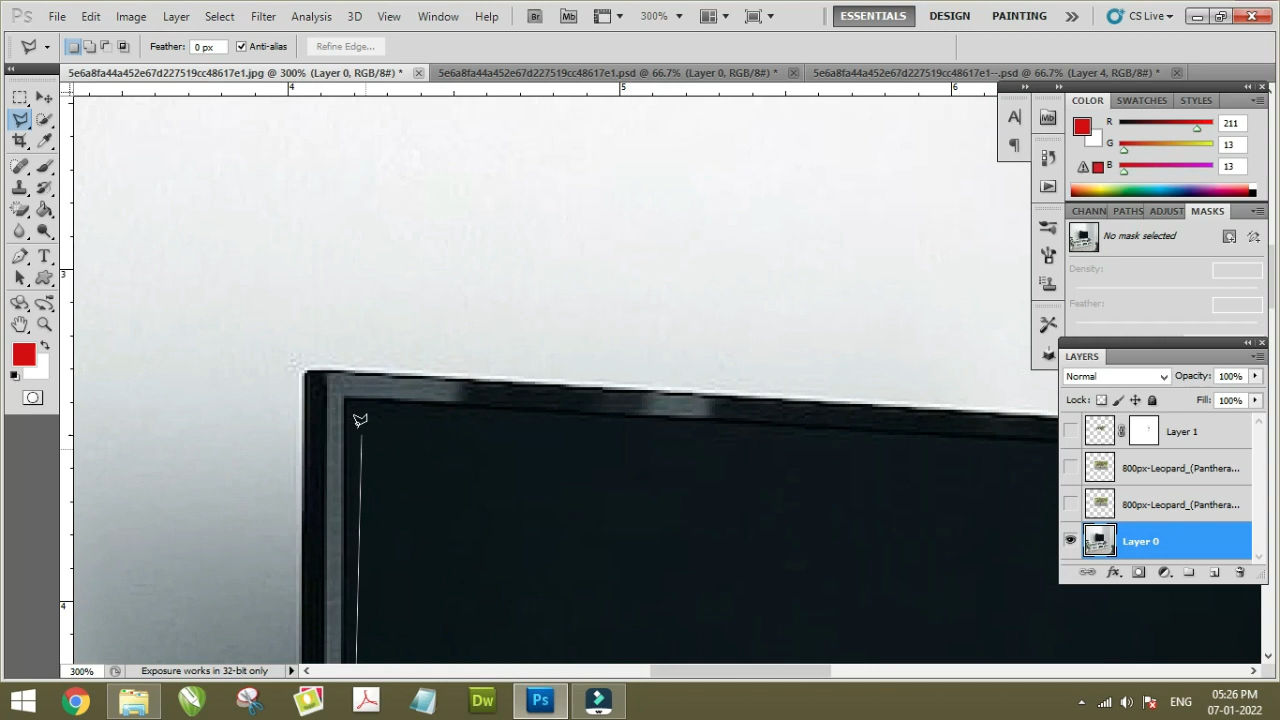 Ps File Edit Image Layer Select Filter Analysis 3D View Window Help Br Mb 300% ESSENTIALS DESIGN PAINTING CS Live
Feather: 0 px Anti-alias Refine Edge...
5e6a8fa44a452e67d227519cc48617e1.jpg @ 300% (Layer 0, RGB/8#) * 5e6a8fa44a452e67d227519cc48617e1.psd @ 66.7% (Layer 0, RGB/8#) * 5e6a8fa44a452e67d227519cc48617e1--.psd @ 66.7% (Layer 4, RGB/8#) *
4 5 6
3
4
COLOR SWATCHES STYLES
R 211
G 13
B 13
CHANN PATHS ADJUST MASKS
No mask selected
Density:
Feather:
LAYERS
Normal Opacity: 100%
Lock: Fill: 100%
Layer 1
800px-Leopard_(Panthera...
800px-Leopard_(Panthera...
Layer 0
300% Exposure works in 32-bit only
Dw Ps ENG 05:26 PM
07-01-2022